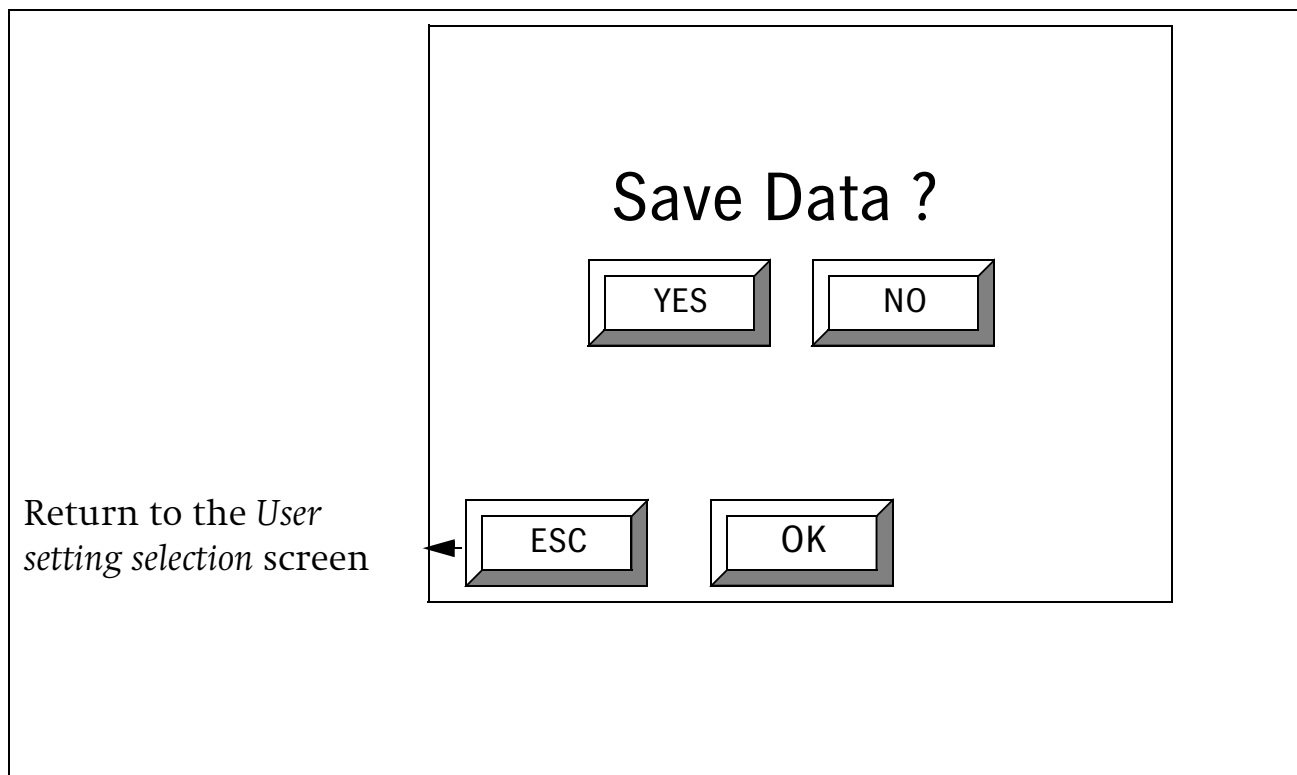 Save Data ?
YES NO
Return to the User
setting selection screen
ESC OK